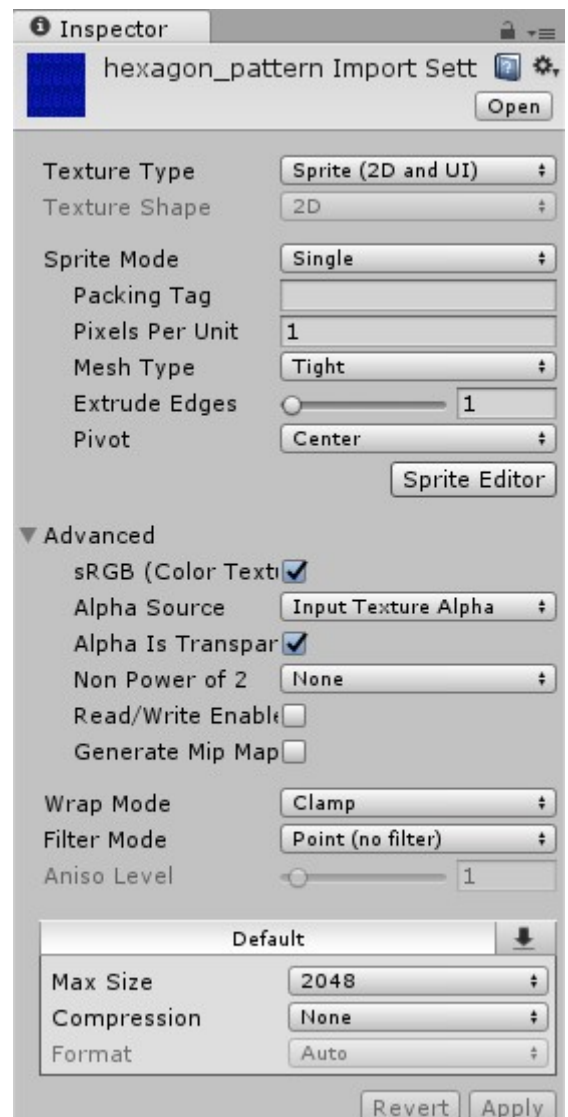 Inspector
hexagon_pattern Import Sett
Open
Texture Type Sprite (2D and UI)
Texture Shape 2D
Sprite Mode Single
Packing Tag
Pixels Per Unit 1
Mesh Type Tight
Extrude Edges 1
Pivot Center
Sprite Editor
Advanced
sRGB (Color Textu
Alpha Source Input Texture Alpha
Alpha Is Transpar
Non Power of 2 None
Read/Write Enable
Generate Mip Map
Wrap Mode Clamp
Filter Mode Point (no filter)
Aniso Level 1
Default
Max Size 2048
Compression None
Format Auto
Revert Apply